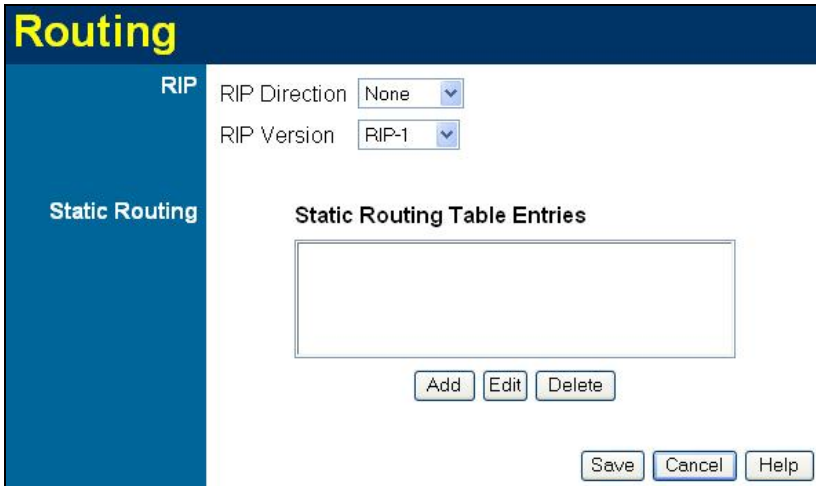 Routing
RIP
RIP Direction None
RIP Version RIP-1
Static Routing
Static Routing Table Entries
Add Edit Delete
Save Cancel Help